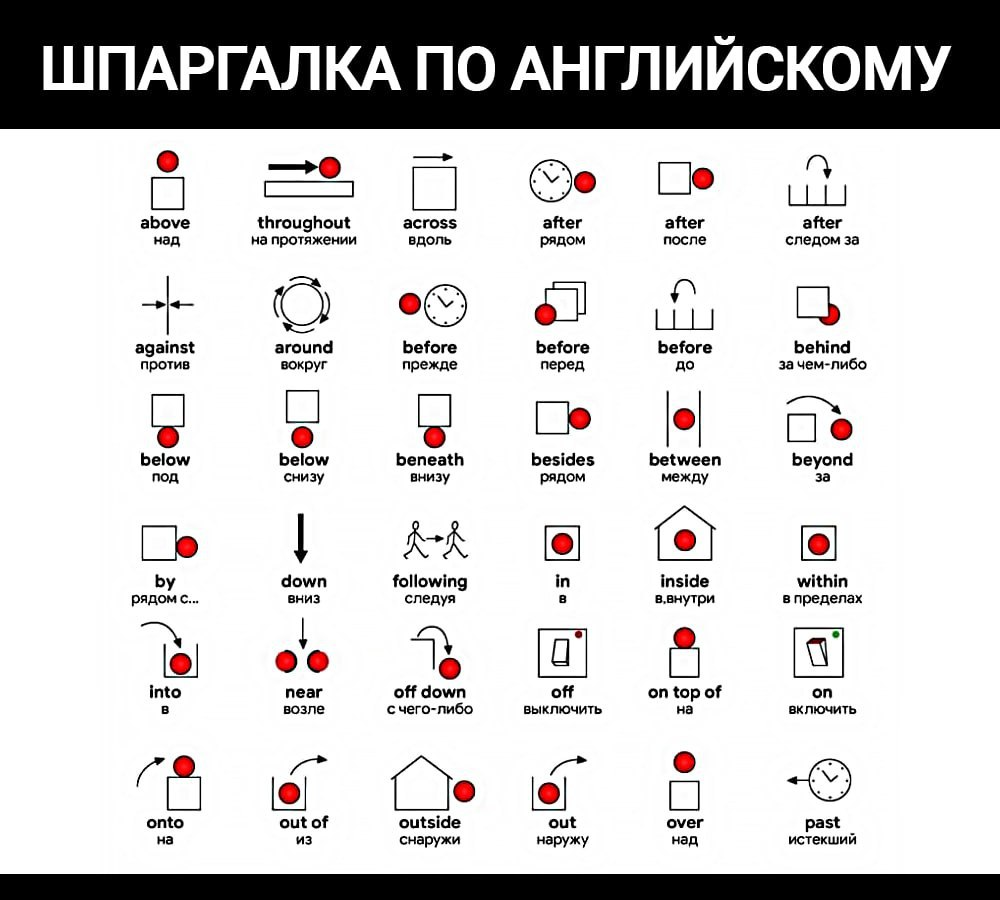 ШПАРГАЛКА ПО АНГЛИЙСКОМУ
above
над
throughout
на протяжении
across
вдоль
after
рядом
after
после
after
следом за
against
против
around
вокруг
before
прежде
before
перед
before
до
behind
за чем-либо
below
под
below
снизу
beneath
внизу
besides
рядом
between
между
beyond
за
by
рядом с...
down
вниз
following
следуя
in
в
inside
в,внутри
within
в пределах
into
в
near
возле
off down
с чего-либо
off
выключить
on top of
на
on
включить
onto
на
out of
из
outside
снаружи
out
наружу
over
над
past
истекший